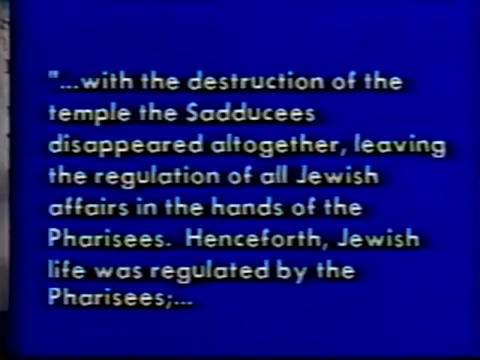 "...with the destruction of the
temple the Sadducees
disappeared altogether, leaving
the regulation of all Jewish
affairs in the hands of the
Pharisees.  Henceforth, Jewish
life was regulated by the
Pharisees;...